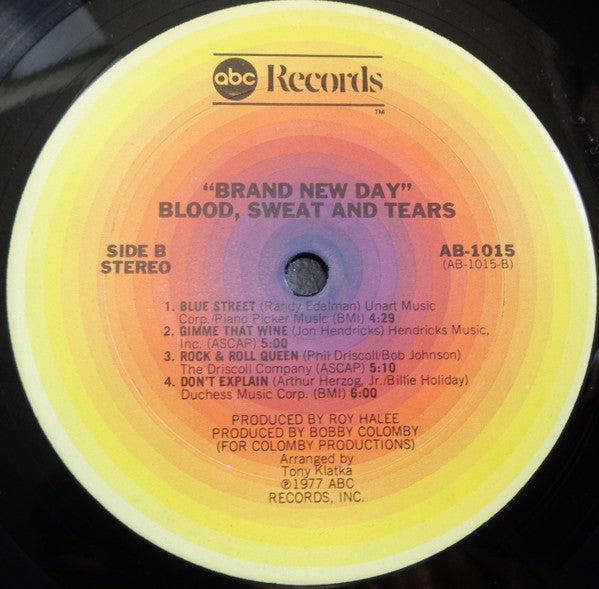 abc Records
TM
"BRAND NEW DAY"
BLOOD, SWEAT AND TEARS
SIDE B
STEREO
AB-1015
(AB-1015-B)
1. BLUE STREET (Randy Edelman) Unart Music
Corp./Piano Picker Music (BMI) 4:29
2. GIMME THAT WINE (Jon Hendricks) Hendricks Music,
Inc. (ASCAP) 5:00
3. ROCK & ROLL QUEEN (Phil Driscoll/Bob Johnson)
The Driscoll Company (ASCAP) 5:10
4. DON'T EXPLAIN (Arthur Herzog, Jr./Billie Holiday)
Duchess Music Corp. (BMI) 6:00
PRODUCED BY ROY HALEE
PRODUCED BY BOBBY COLOMBY
(FOR COLOMBY PRODUCTIONS)
Arranged by
Tony Klatka
℗1977 ABC
RECORDS, INC.